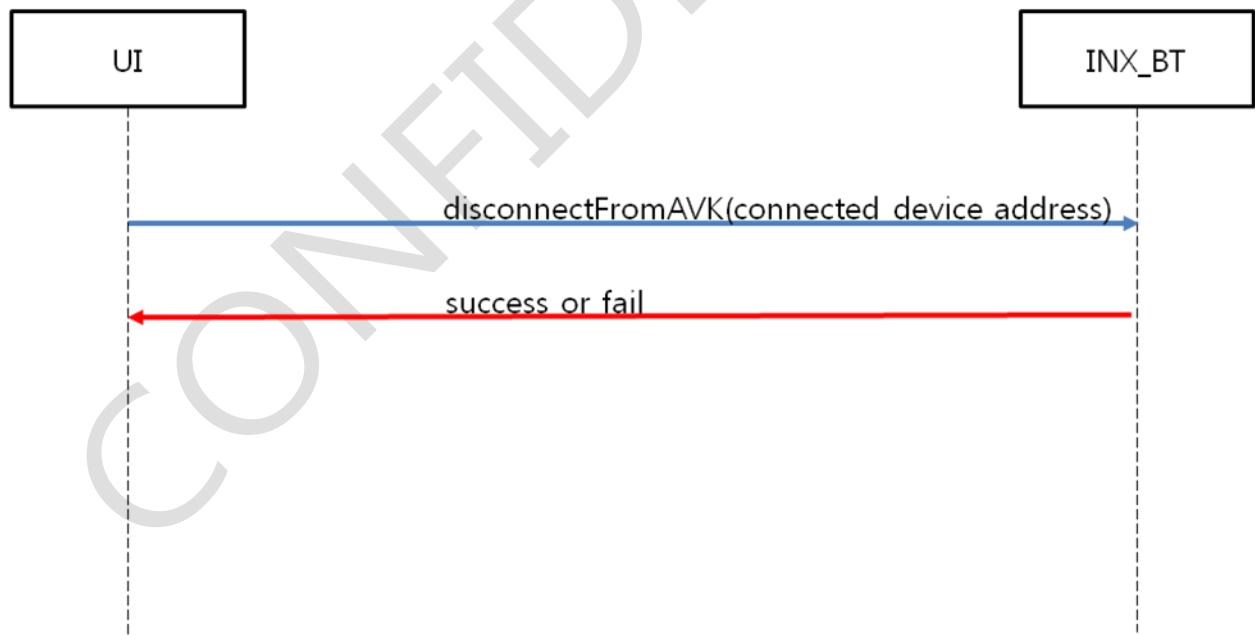 UI
INX_BT
disconnectFromAVK(connected device address)
success or fail
CONFID